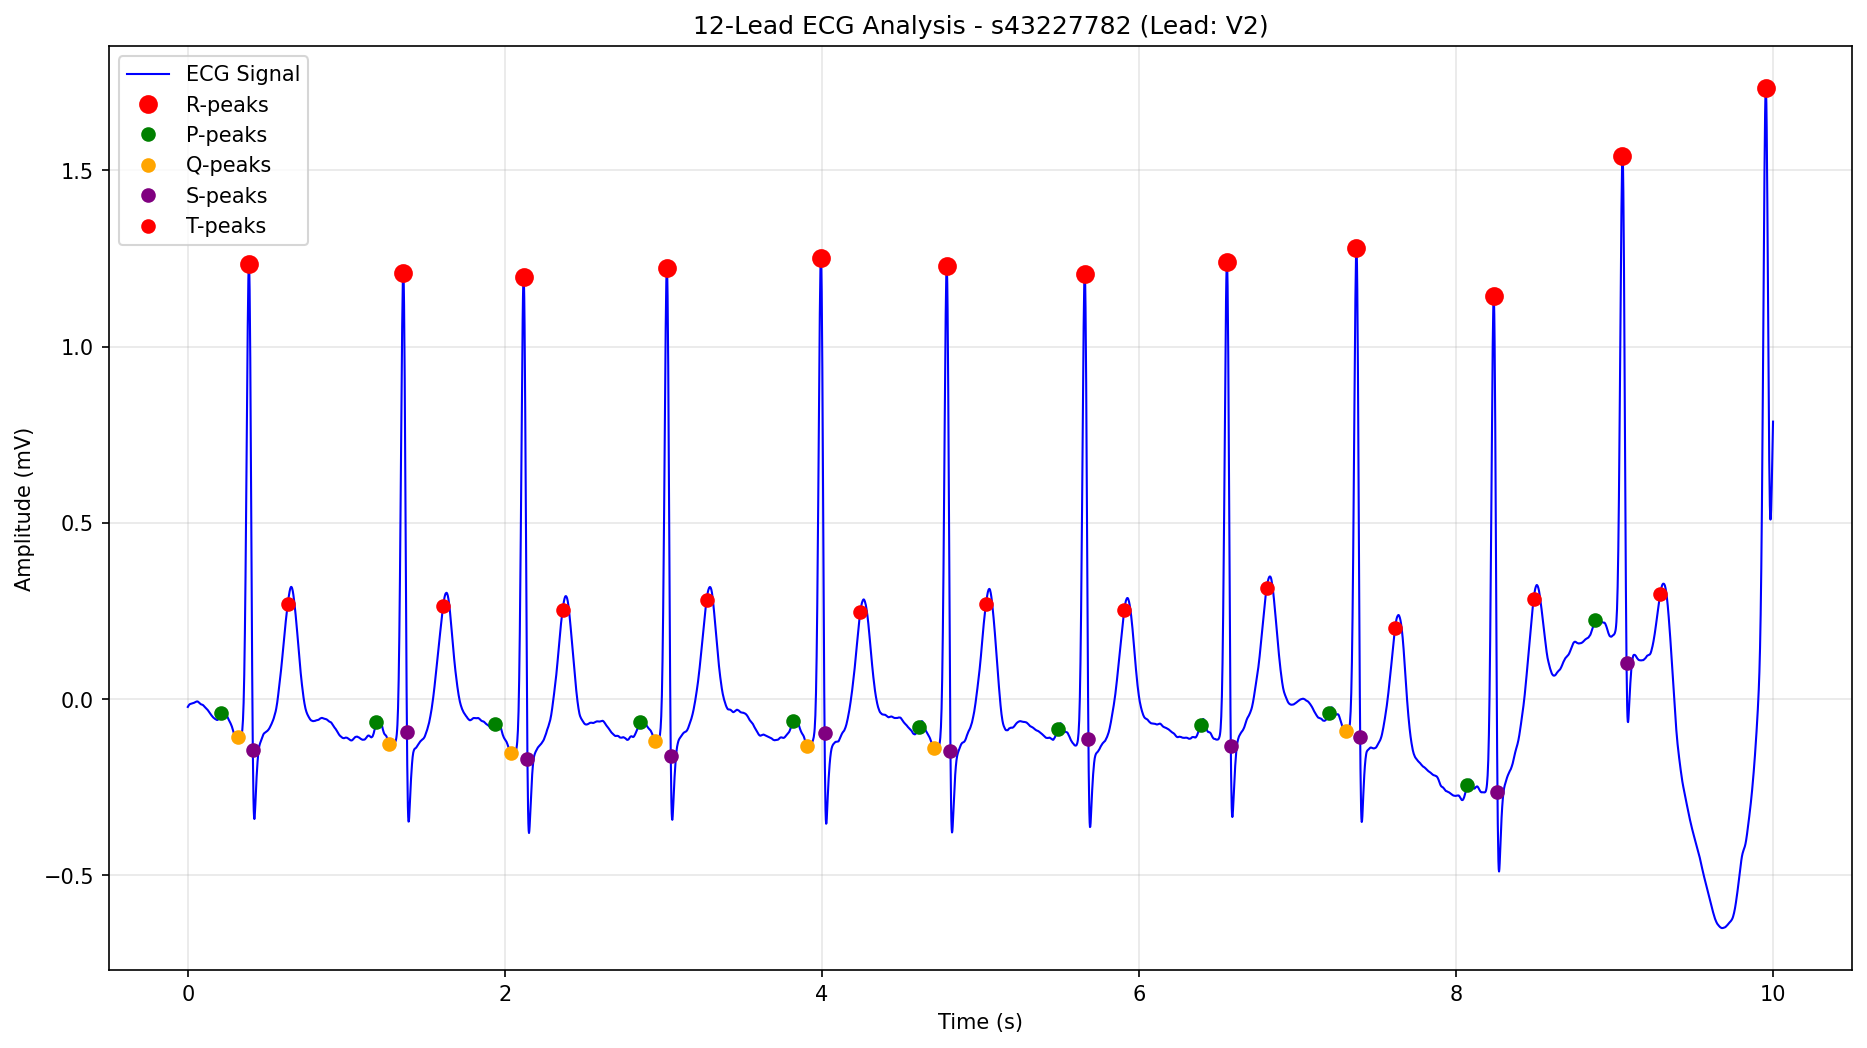 12-Lead ECG Analysis - s43227782 (Lead: V2)
ECG Signal
R-peaks
P-peaks
Q-peaks
S-peaks
T-peaks
1.5
1.0
0.5
0.0
−0.5
Amplitude (mV)
0 2 4 6 8 10
Time (s)